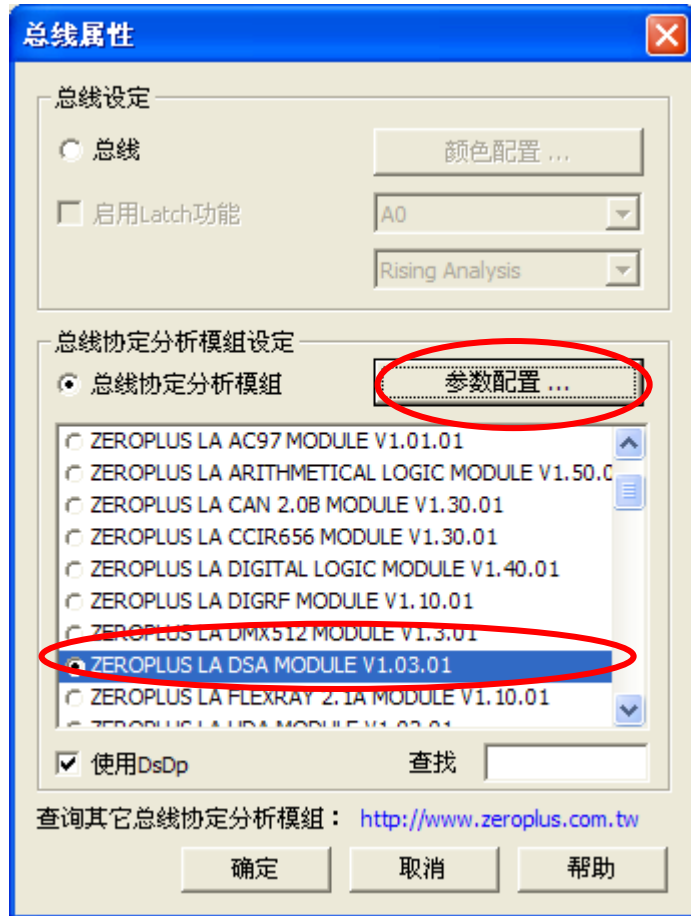 总线属性
总线设定
总线
颜色配置 ...
启用Latch功能
A0
Rising Analysis
总线协定分析模组设定
总线协定分析模组
参数配置 ...
ZEROPLUS LA AC97 MODULE V1.01.01
ZEROPLUS LA ARITHMETICAL LOGIC MODULE V1.50.0
ZEROPLUS LA CAN 2.0B MODULE V1.30.01
ZEROPLUS LA CCIR656 MODULE V1.30.01
ZEROPLUS LA DIGITAL LOGIC MODULE V1.40.01
ZEROPLUS LA DIGRF MODULE V1.10.01
ZEROPLUS LA DMX512 MODULE V1.3.01
ZEROPLUS LA DSA MODULE V1.03.01
ZEROPLUS LA FLEXRAY 2.1A MODULE V1.10.01
ZEROPLUS LA MODULE
使用DsDp
查找
查询其它总线协定分析模组： http://www.zeroplus.com.tw
确定
取消
帮助